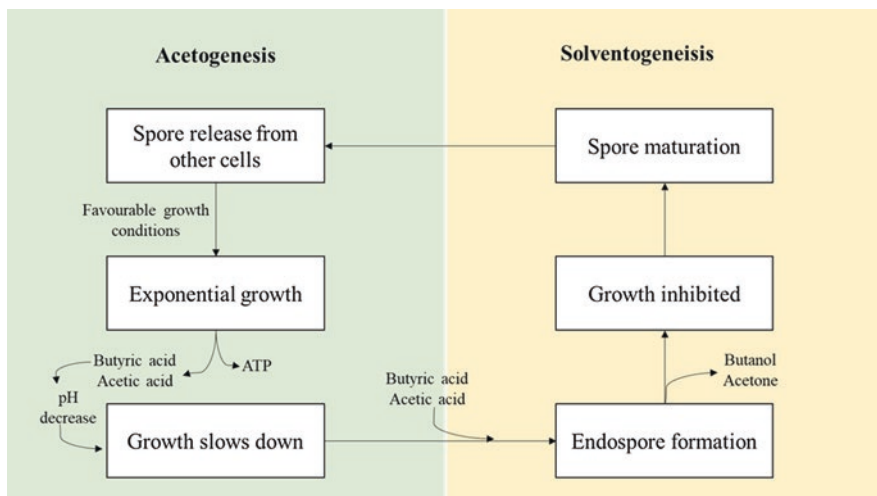 Acetogenesis
Solventogeneisis
Spore release from
other cells
Spore maturation
Favourable growth
conditions
Exponential growth
Growth inhibited
Butyric acid
Acetic acid
ATP
pH
decrease
Butyric acid
Acetic acid
Butanol
Acetone
Growth slows down
Endospore formation